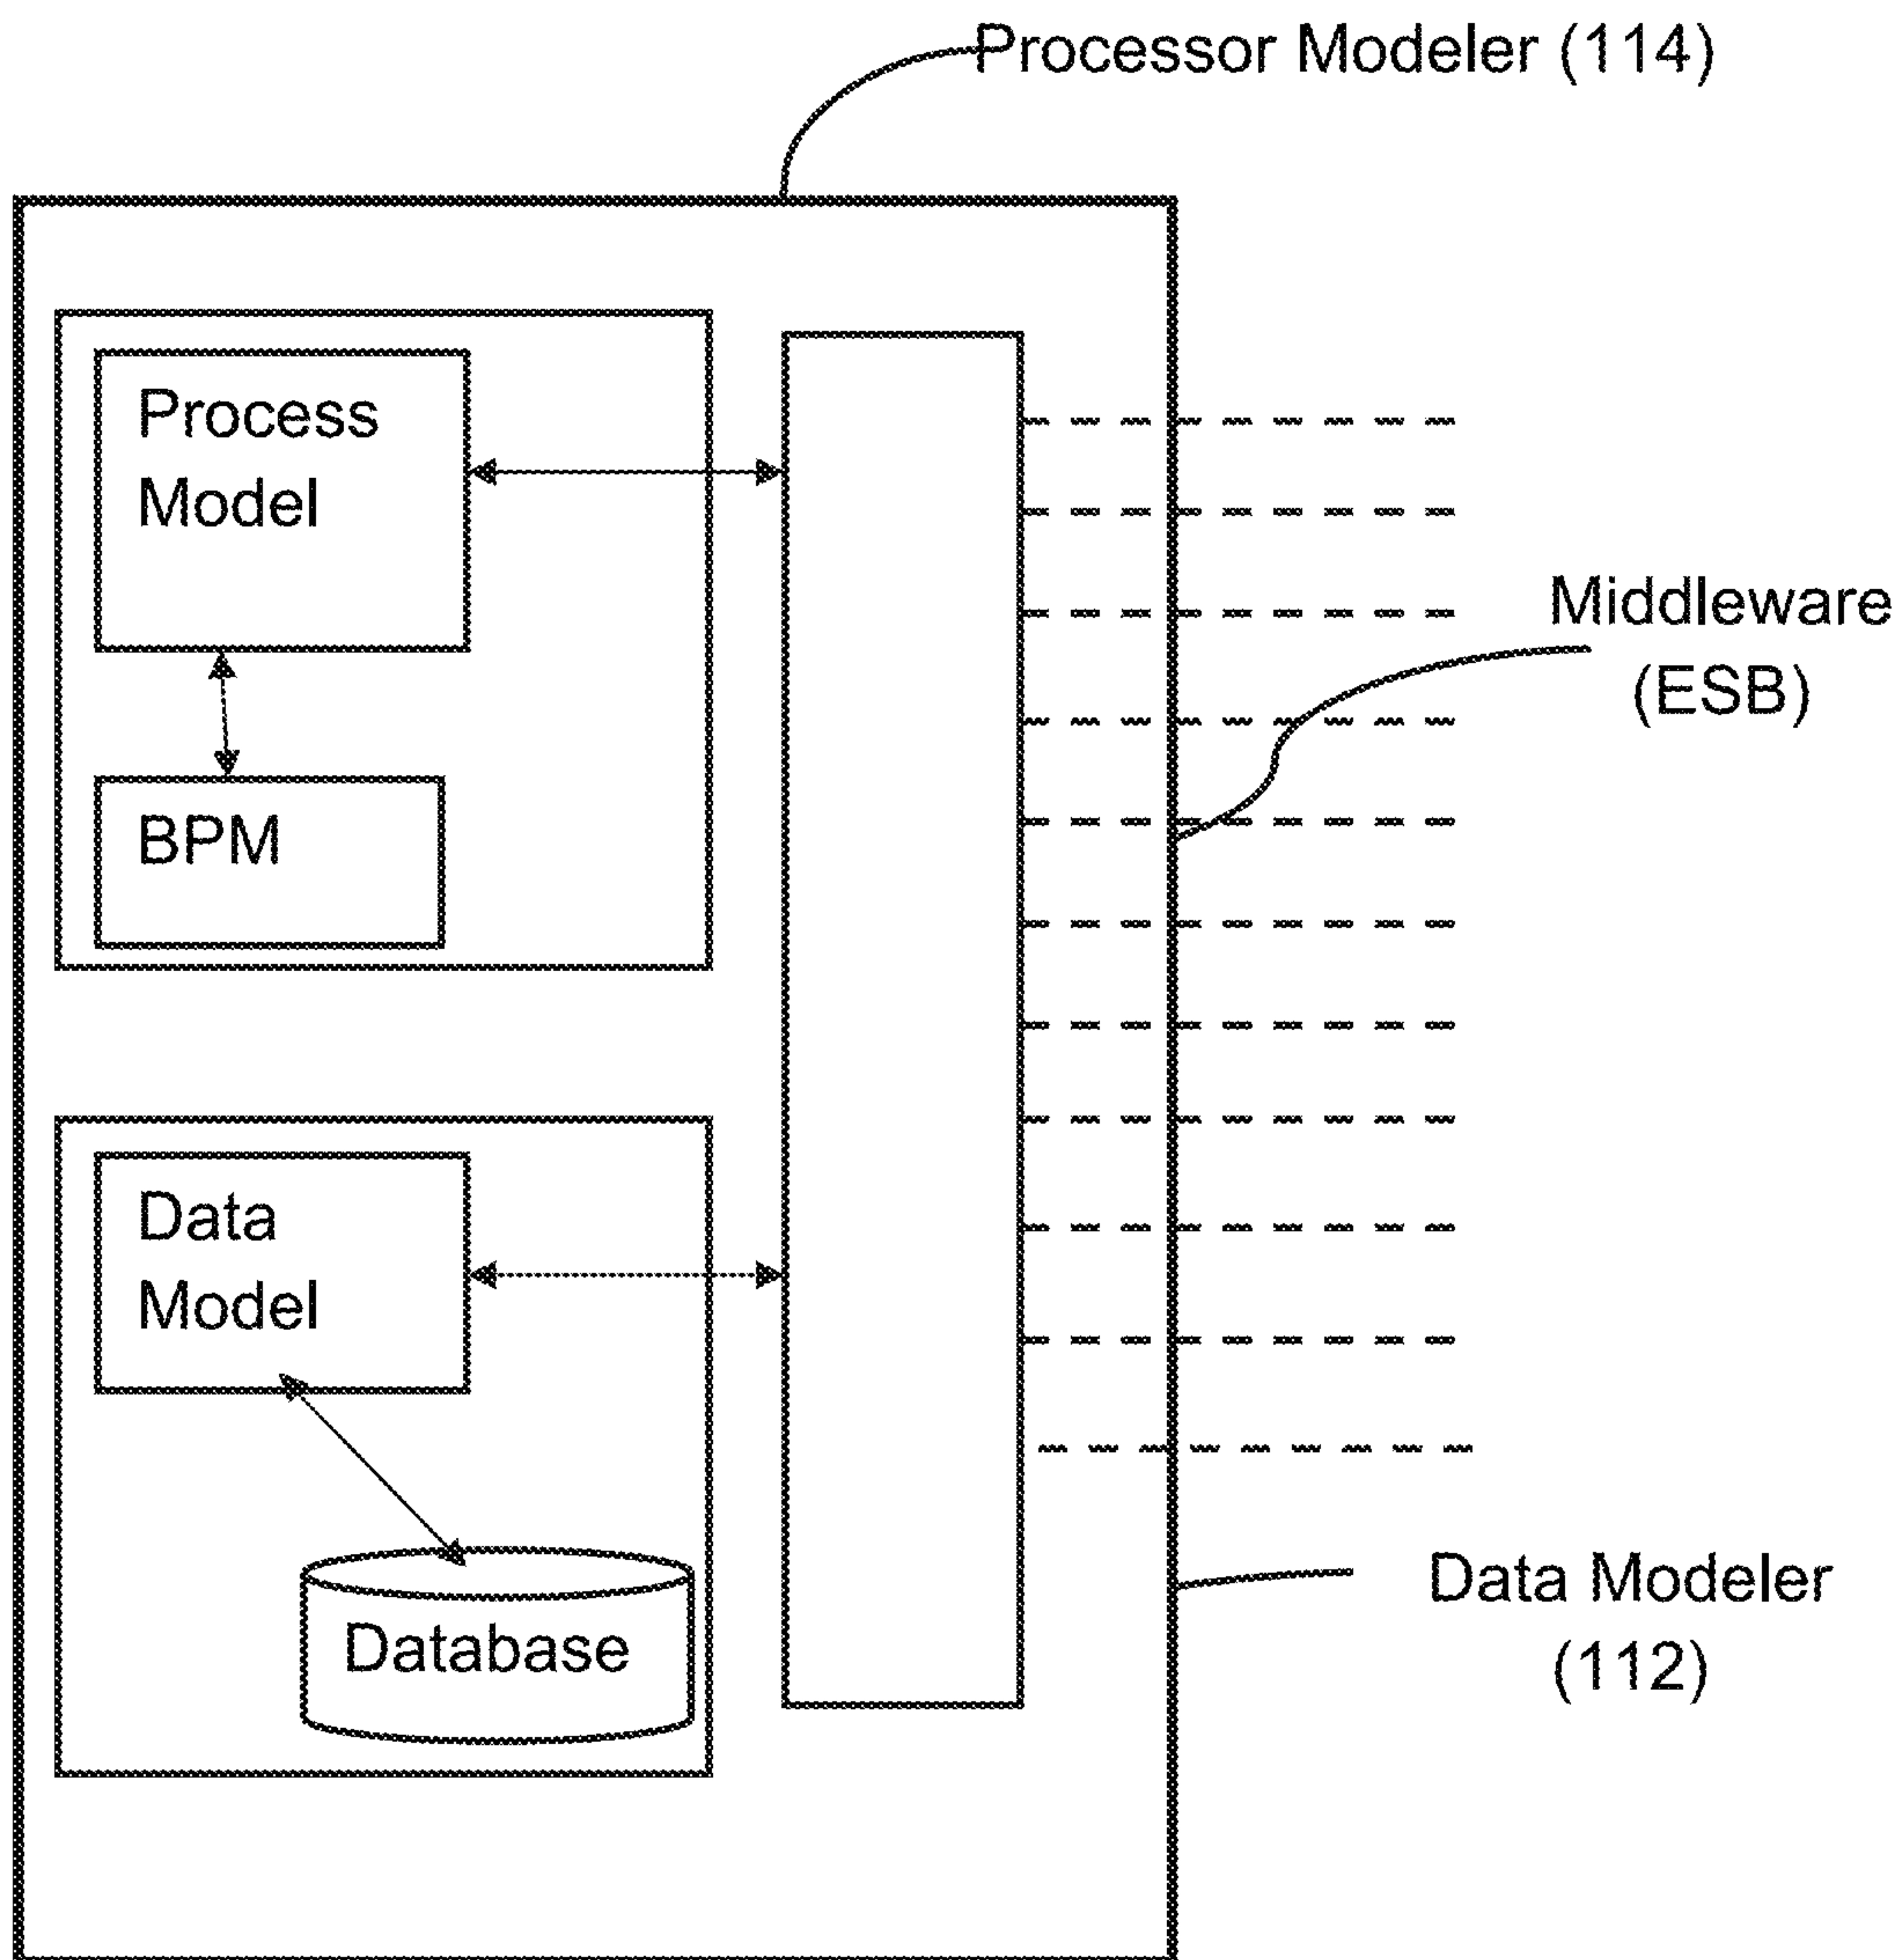 Processor Modeler (114)
Process
Model
Middleware
(ESB)
BPM
Data
Model
Database
Data Modeler
(112)